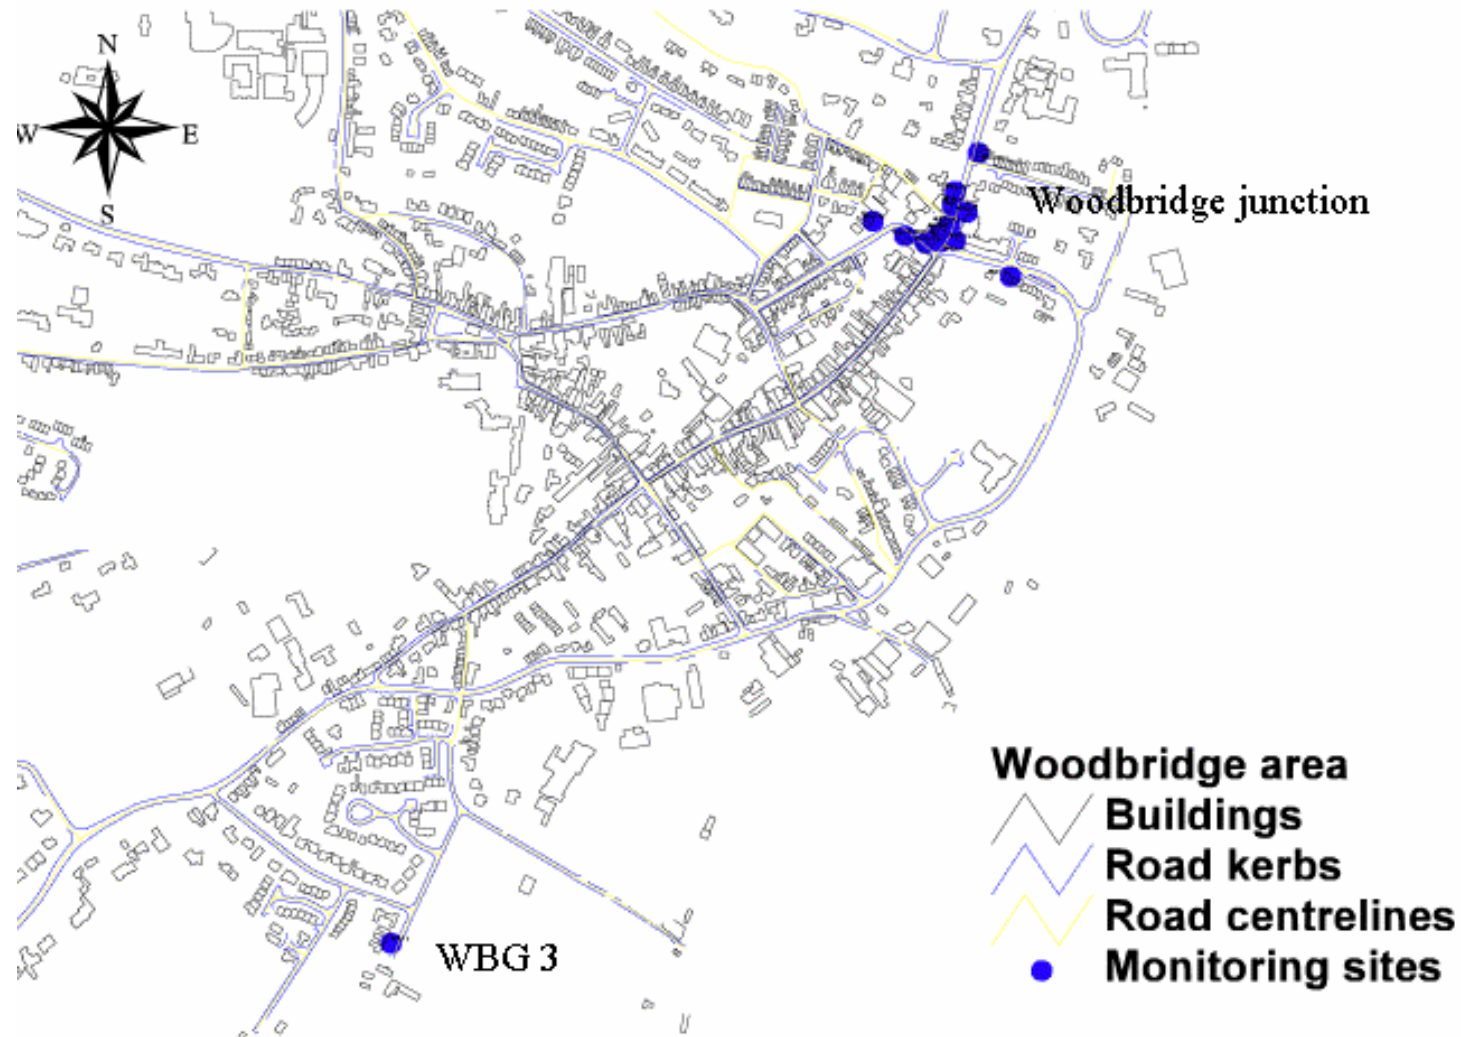 N
W
E
S
Woodbridge junction
WBG 3
Woodbridge area
Buildings
Road kerbs
Road centrelines
Monitoring sites